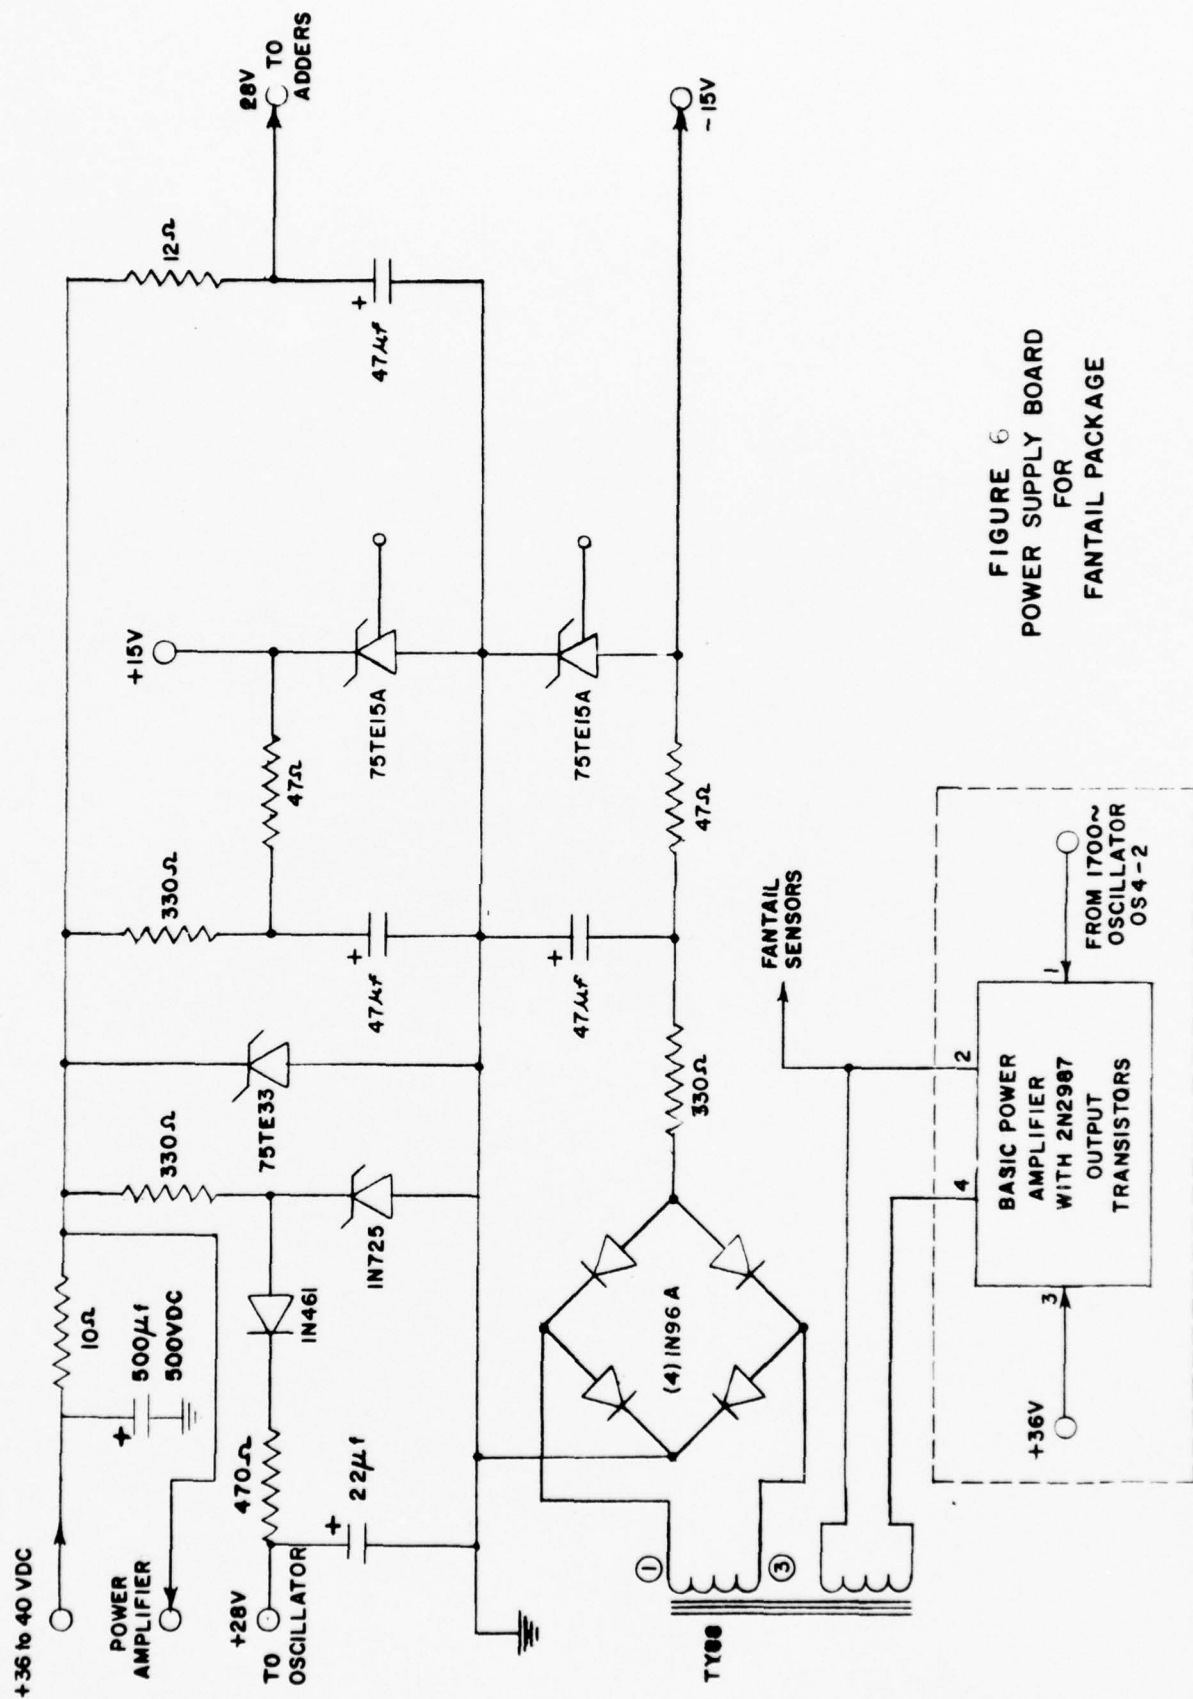 +36 to 40 VDC
10Ω
+
500µf
500VDC
POWER
AMPLIFIER
+28V
TO
OSCILLATOR
470Ω
+
22µf
1N461
330Ω
1N725
75TE33
330Ω
+
47µf
47Ω
+15V
75TE15A
12Ω
+
47µf
28V
TO
ADDERS
75TE15A
+
47µf
(4) 1N96A
330Ω
47Ω
-15V
1
3
FANTAIL
SENSORS
+36V
3
4
2
1
BASIC POWER
AMPLIFIER
WITH 2N2987
OUTPUT
TRANSISTORS
FROM 1700~
OSCILLATOR
OS4-2
FIGURE 6
POWER SUPPLY BOARD
FOR
FANTAIL PACKAGE